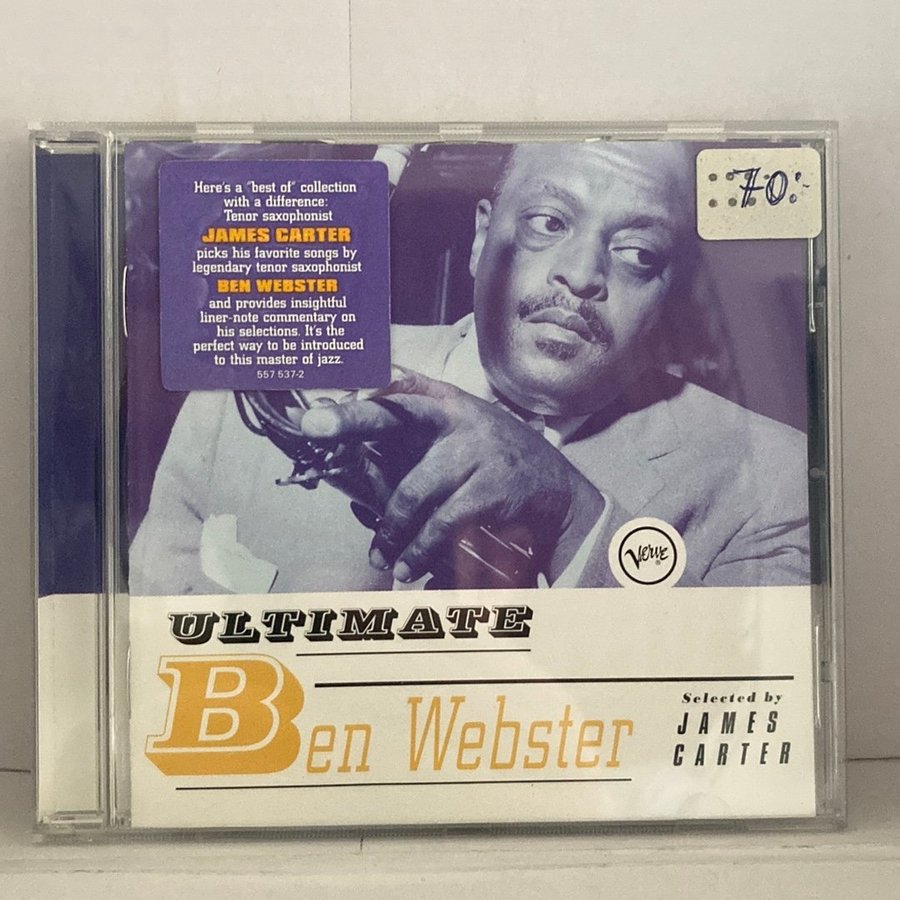 Here's a "best of" collection
with a difference:
Tenor saxophonist
JAMES CARTER
picks his favorite songs by
legendary tenor saxophonist
BEN WEBSTER
and provides insightful
liner-note commentary on
his selections. It's the
perfect way to be introduced
to this master of jazz.
557 537-2
70:-
VERVE®
ULTIMATE
Ben Webster
Selected by
JAMES
CARTER